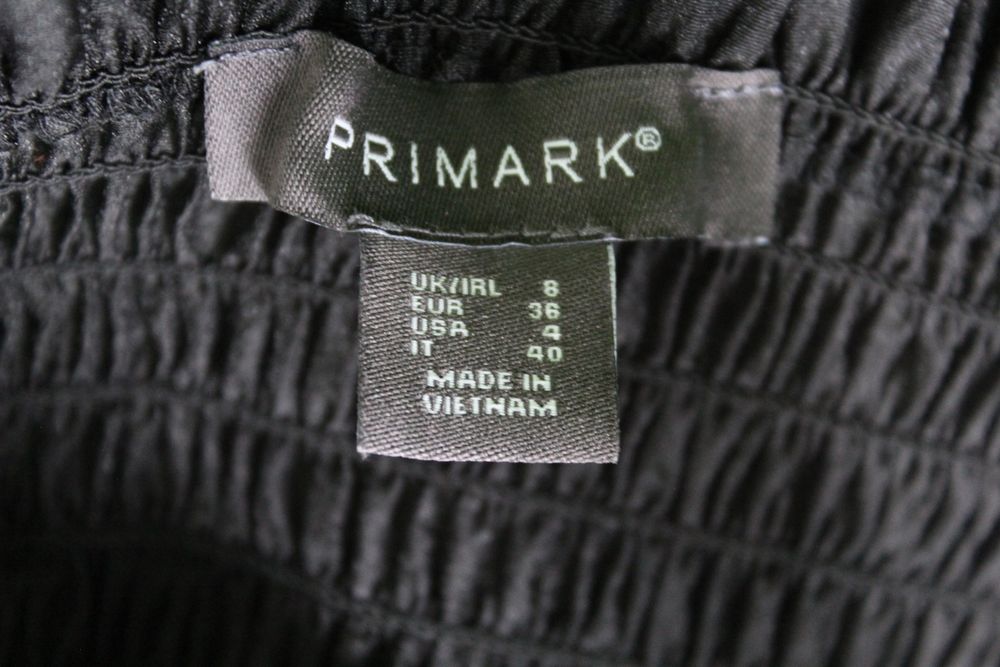 PRIMARK®
UK/IRL 8
EUR 36
USA 4
IT 40
MADE IN
VIETNAM